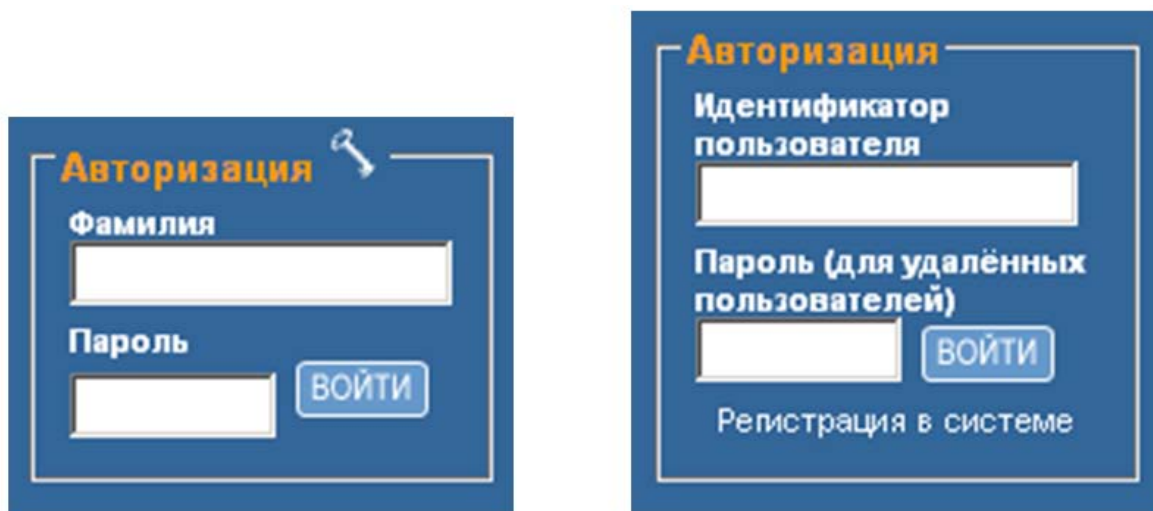 Авторизация
Фамилия
Пароль
ВОЙТИ
Авторизация
Идентификатор
пользователя
Пароль (для удалённых
пользователей)
ВОЙТИ
Регистрация в системе